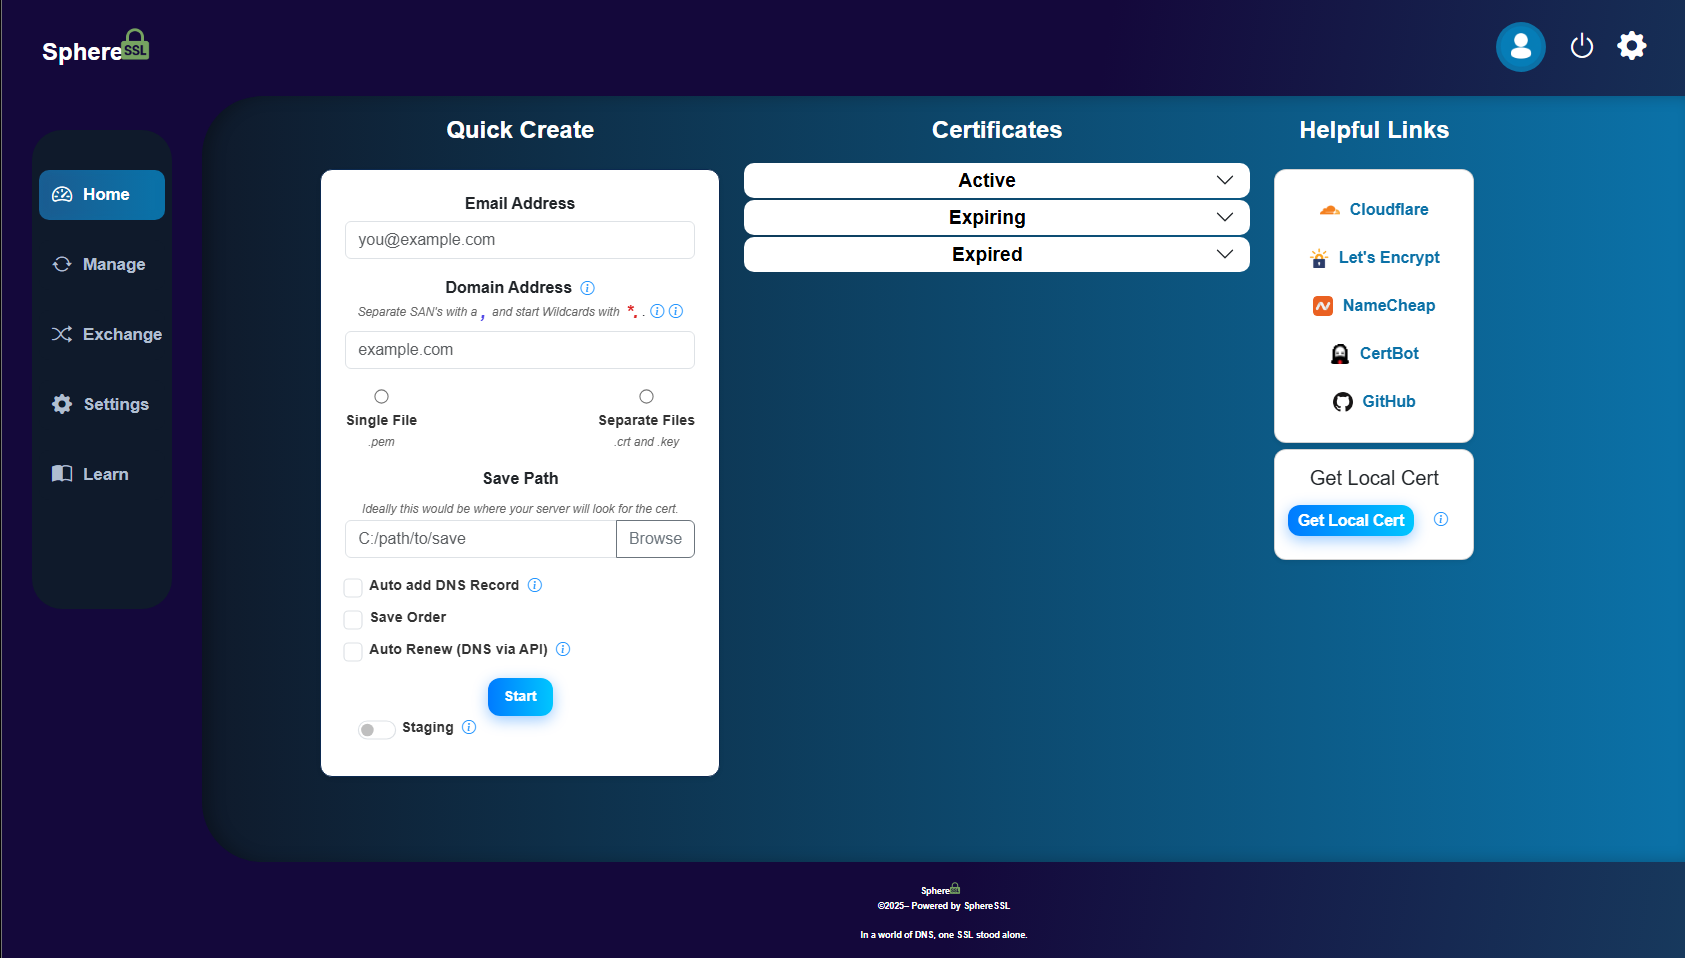 Sphere SSL
Home
Manage
Exchange
Settings
Learn
Quick Create
Email Address
you@example.com
Domain Address
Separate SAN's with a , and start Wildcards with *. .
example.com
Single File
.pem
Separate Files
.crt and .key
Save Path
Ideally this would be where your server will look for the cert.
C:/path/to/save
Browse
Auto add DNS Record
Save Order
Auto Renew (DNS via API)
Start
Staging
Certificates
Active
Expiring
Expired
Helpful Links
Cloudflare
Let's Encrypt
NameCheap
CertBot
GitHub
Get Local Cert
Get Local Cert
Sphere
©2025– Powered by SphereSSL
In a world of DNS, one SSL stood alone.